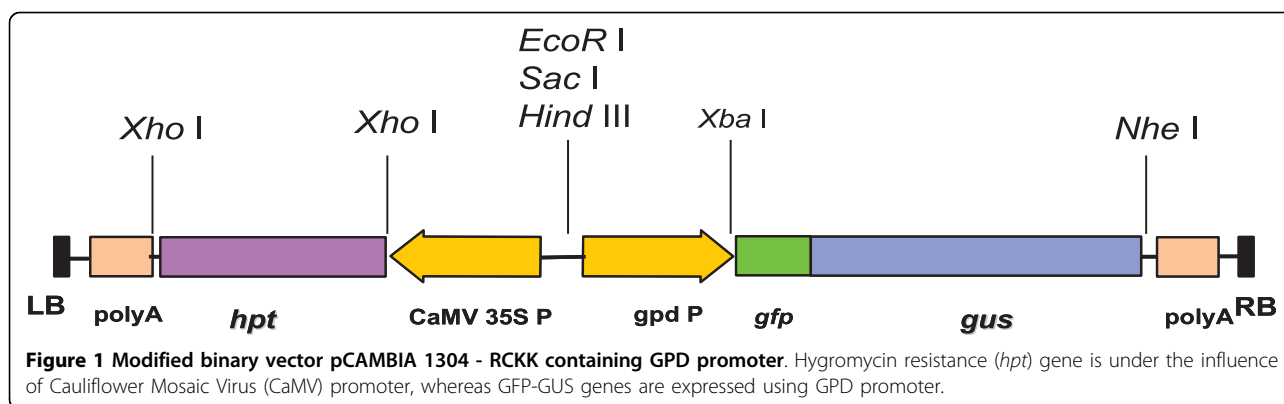 EcoR I
Sac I
Hind III
Xho I
Xho I
Xba I
Nhe I
LB
polyA
hpt
CaMV 35S P
gpd P
gfp
gus
polyA
RB
Figure 1 Modified binary vector pCAMBIA 1304 - RCKK containing GPD promoter. Hygromycin resistance (hpt) gene is under the influence
of Cauliflower Mosaic Virus (CaMV) promoter, whereas GFP-GUS genes are expressed using GPD promoter.